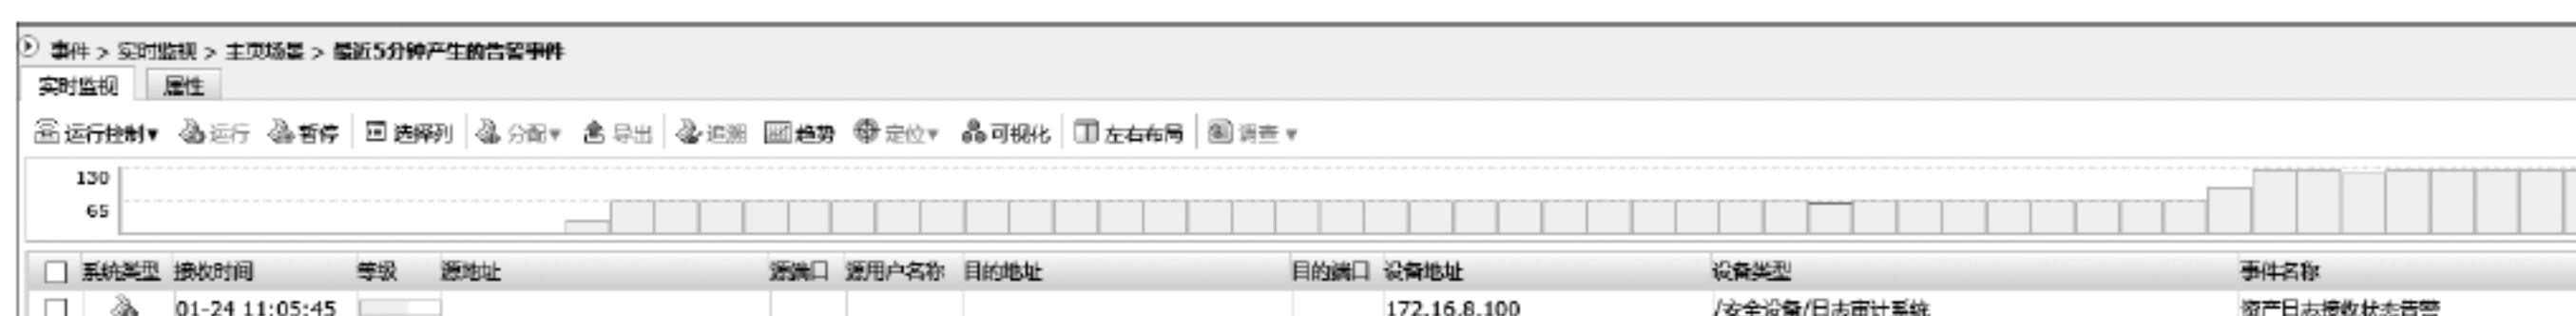 事件 > 实时监视 > 主页场景 > 最近5分钟产生的告警事件
实时监视 属性
运行控制▾ 运行 暂停 选择列 分配▾ 导出 追溯 趋势 定位▾ 可视化 左右布局 调查 ▾
130
65
系统类型 接收时间 等级 源地址 源端口 源用户名称 目的地址 目的端口 设备地址 设备类型 事件名称
01-24 11:05:45 172.16.8.100 /安全设备/日志审计系统 资产日志接收状态告警